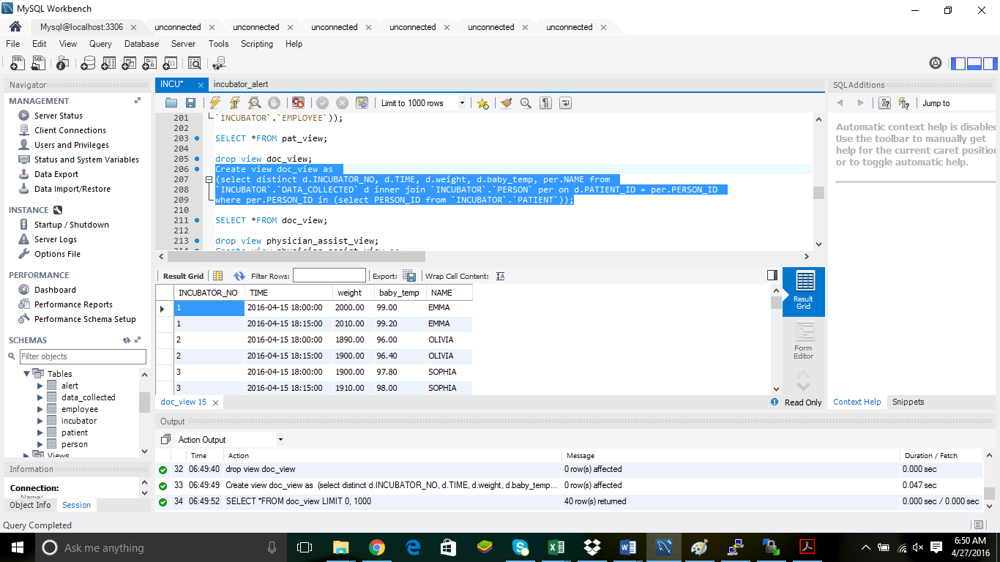 MySQL Workbench
Mysql@localhost:3306 unconnected unconnected unconnected unconnected unconnected unconnected
File Edit View Query Database Server Tools Scripting Help
Navigator
MANAGEMENT
Server Status
Client Connections
Users and Privileges
Status and System Variables
Data Export
Data Import/Restore
INSTANCE
Startup / Shutdown
Server Logs
Options File
PERFORMANCE
Dashboard
Performance Reports
Performance Schema Setup
SCHEMAS
Filter objects
Tables
alert
data_collected
employee
incubator
patient
person
Views
Information
Connection:
Name:
Object Info Session
INCU* incubator_alert
Limit to 1000 rows
201 `INCUBATOR`.`EMPLOYEE`));
202
203 SELECT *FROM pat_view;
204
205 drop view doc_view;
206 Create view doc_view as
207 (select distinct d.INCUBATOR_NO, d.TIME, d.weight, d.baby_temp, per.NAME from
208 `INCUBATOR`.`DATA_COLLECTED` d inner join `INCUBATOR`.`PERSON` per on d.PATIENT_ID = per.PERSON_ID
209 where per.PERSON_ID in (select PERSON_ID from `INCUBATOR`.`PATIENT`));
210
211 SELECT *FROM doc_view;
212
213 drop view physician_assist_view;
214 Create view physician_assist_view as
Result Grid Filter Rows: Export: Wrap Cell Content:
INCUBATOR_NO TIME weight baby_temp NAME
1 2016-04-15 18:00:00 2000.00 99.00 EMMA
1 2016-04-15 18:15:00 2010.00 99.20 EMMA
2 2016-04-15 18:00:00 1890.00 96.00 OLIVIA
2 2016-04-15 18:15:00 1900.00 96.40 OLIVIA
3 2016-04-15 18:00:00 1900.00 97.80 SOPHIA
3 2016-04-15 18:15:00 1910.00 98.00 SOPHIA
Result
Grid
Form
Editor
doc_view 15 Read Only
SQLAdditions
Jump to
Automatic context help is disabled
Use the toolbar to manually get
help for the current caret position
or to toggle automatic help.
Context Help Snippets
Output
Action Output
Time Action Message Duration / Fetch
32 06:49:40 drop view doc_view 0 row(s) affected 0.000 sec
33 06:49:49 Create view doc_view as (select distinct d.INCUBATOR_NO, d.TIME, d.weight, d.baby_temp... 0 row(s) affected 0.047 sec
34 06:49:52 SELECT *FROM doc_view LIMIT 0, 1000 40 row(s) returned 0.000 sec / 0.000 sec
Query Completed
Ask me anything
6:50 AM
4/27/2016